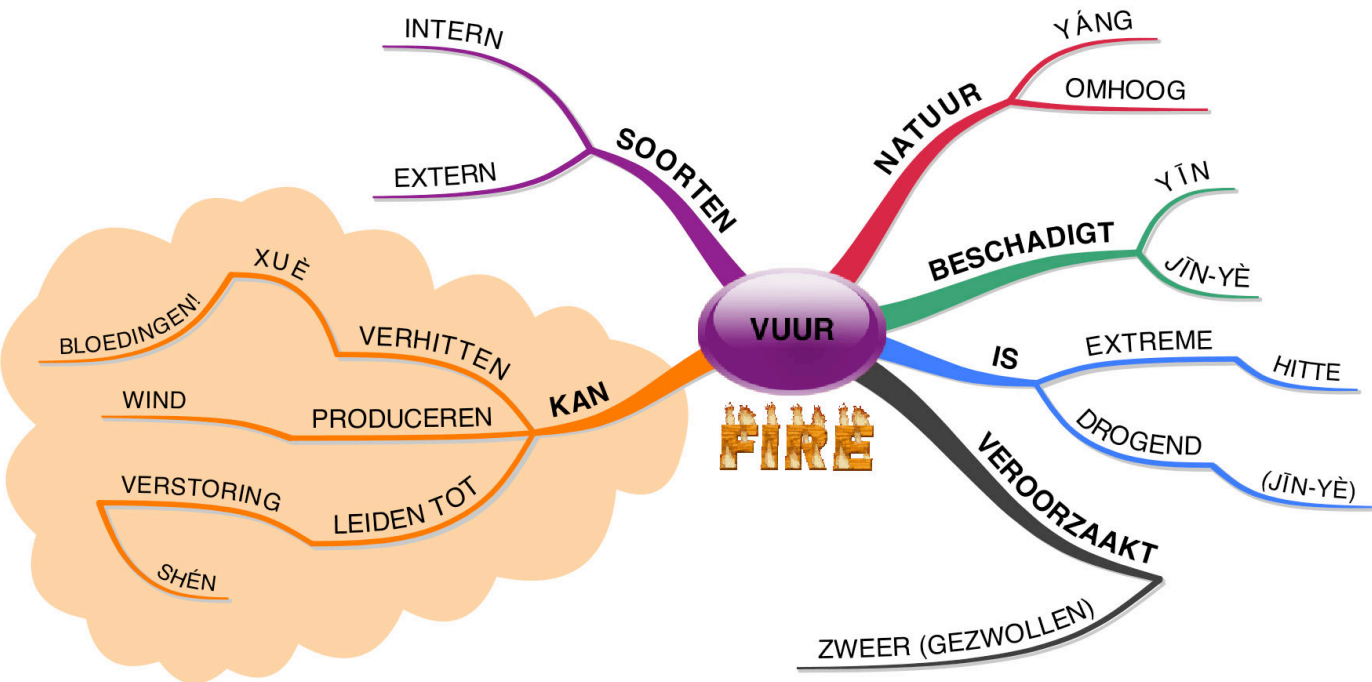 VUUR
FIRE
NATUUR
YÁNG
OMHOOG
BESCHADIGT
YĪN
JĪN-YÈ
IS
EXTREME
HITTE
DROGEND
(JĪN-YÈ)
VEROORZAAKT
ZWEER (GEZWOLLEN)
KAN
VERHITTEN
XUÈ
BLOEDINGEN!
PRODUCEREN
WIND
LEIDEN TOT
VERSTORING
SHÉN
SOORTEN
INTERN
EXTERN